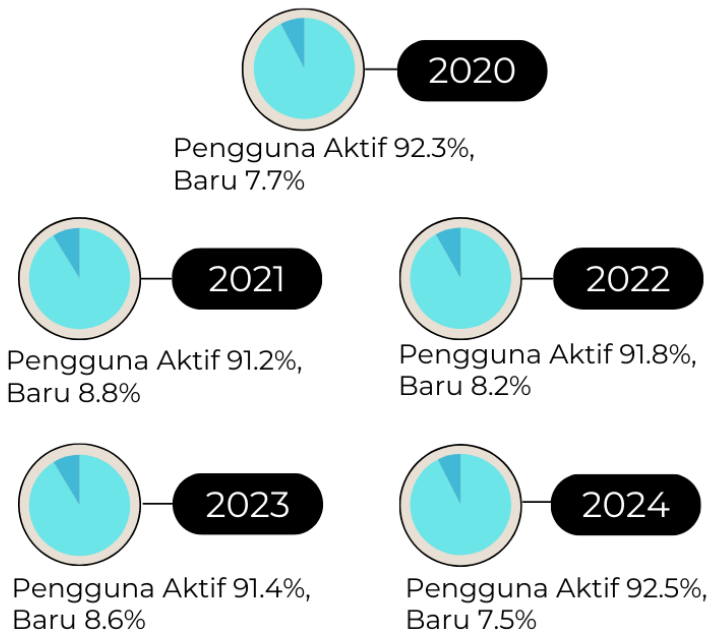 2020
Pengguna Aktif 92.3%,
Baru 7.7%
2021
Pengguna Aktif 91.2%,
Baru 8.8%
2022
Pengguna Aktif 91.8%,
Baru 8.2%
2023
Pengguna Aktif 91.4%,
Baru 8.6%
2024
Pengguna Aktif 92.5%,
Baru 7.5%